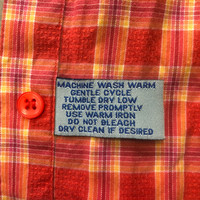 MACHINE WASH WARM
GENTLE CYCLE
TUMBLE DRY LOW
REMOVE PROMPTLY
USE WARM IRON
DO NOT BLEACH
DRY CLEAN IF DESIRED